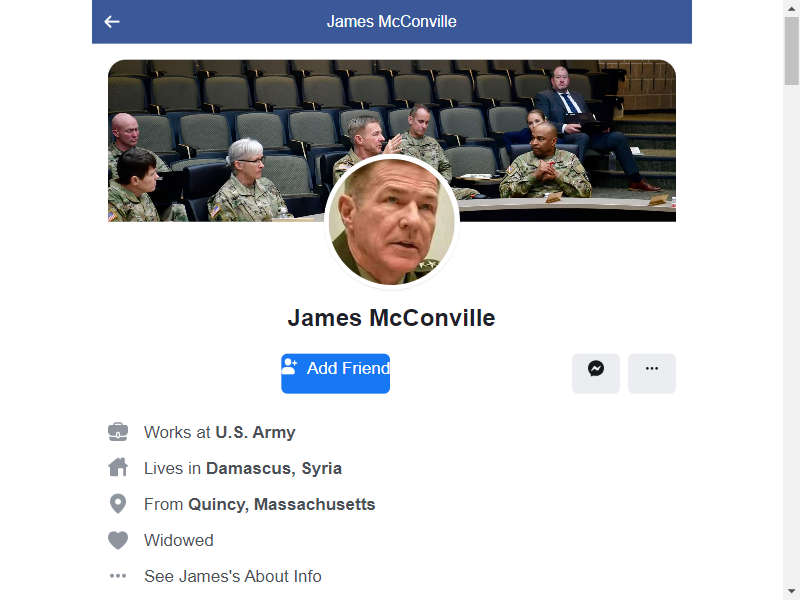 James McConville
James McConville
Add Friend
Works at U.S. Army
Lives in Damascus, Syria
From Quincy, Massachusetts
Widowed
See James's About Info